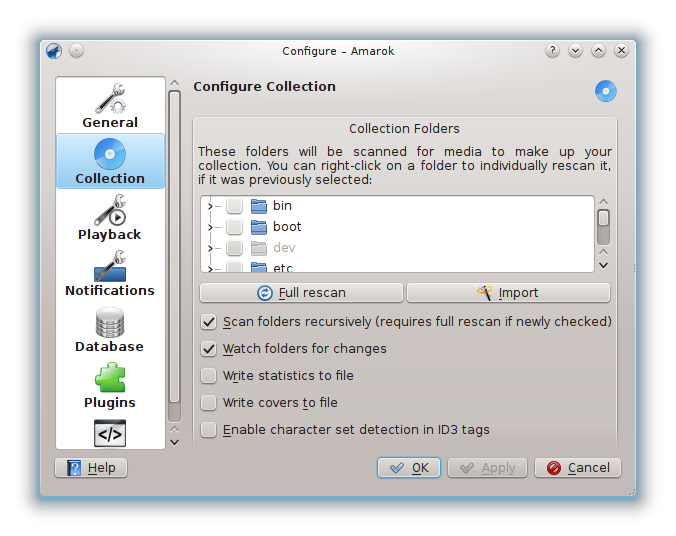 Configure – Amarok
General
Collection
Playback
Notifications
Database
Plugins
</>
Configure Collection
Collection Folders
These folders will be scanned for media to make up your
collection. You can right-click on a folder to individually rescan it,
if it was previously selected:
bin
boot
dev
etc
Full rescan
Import
Scan folders recursively (requires full rescan if newly checked)
Watch folders for changes
Write statistics to file
Write covers to file
Enable character set detection in ID3 tags
Help
OK
Apply
Cancel